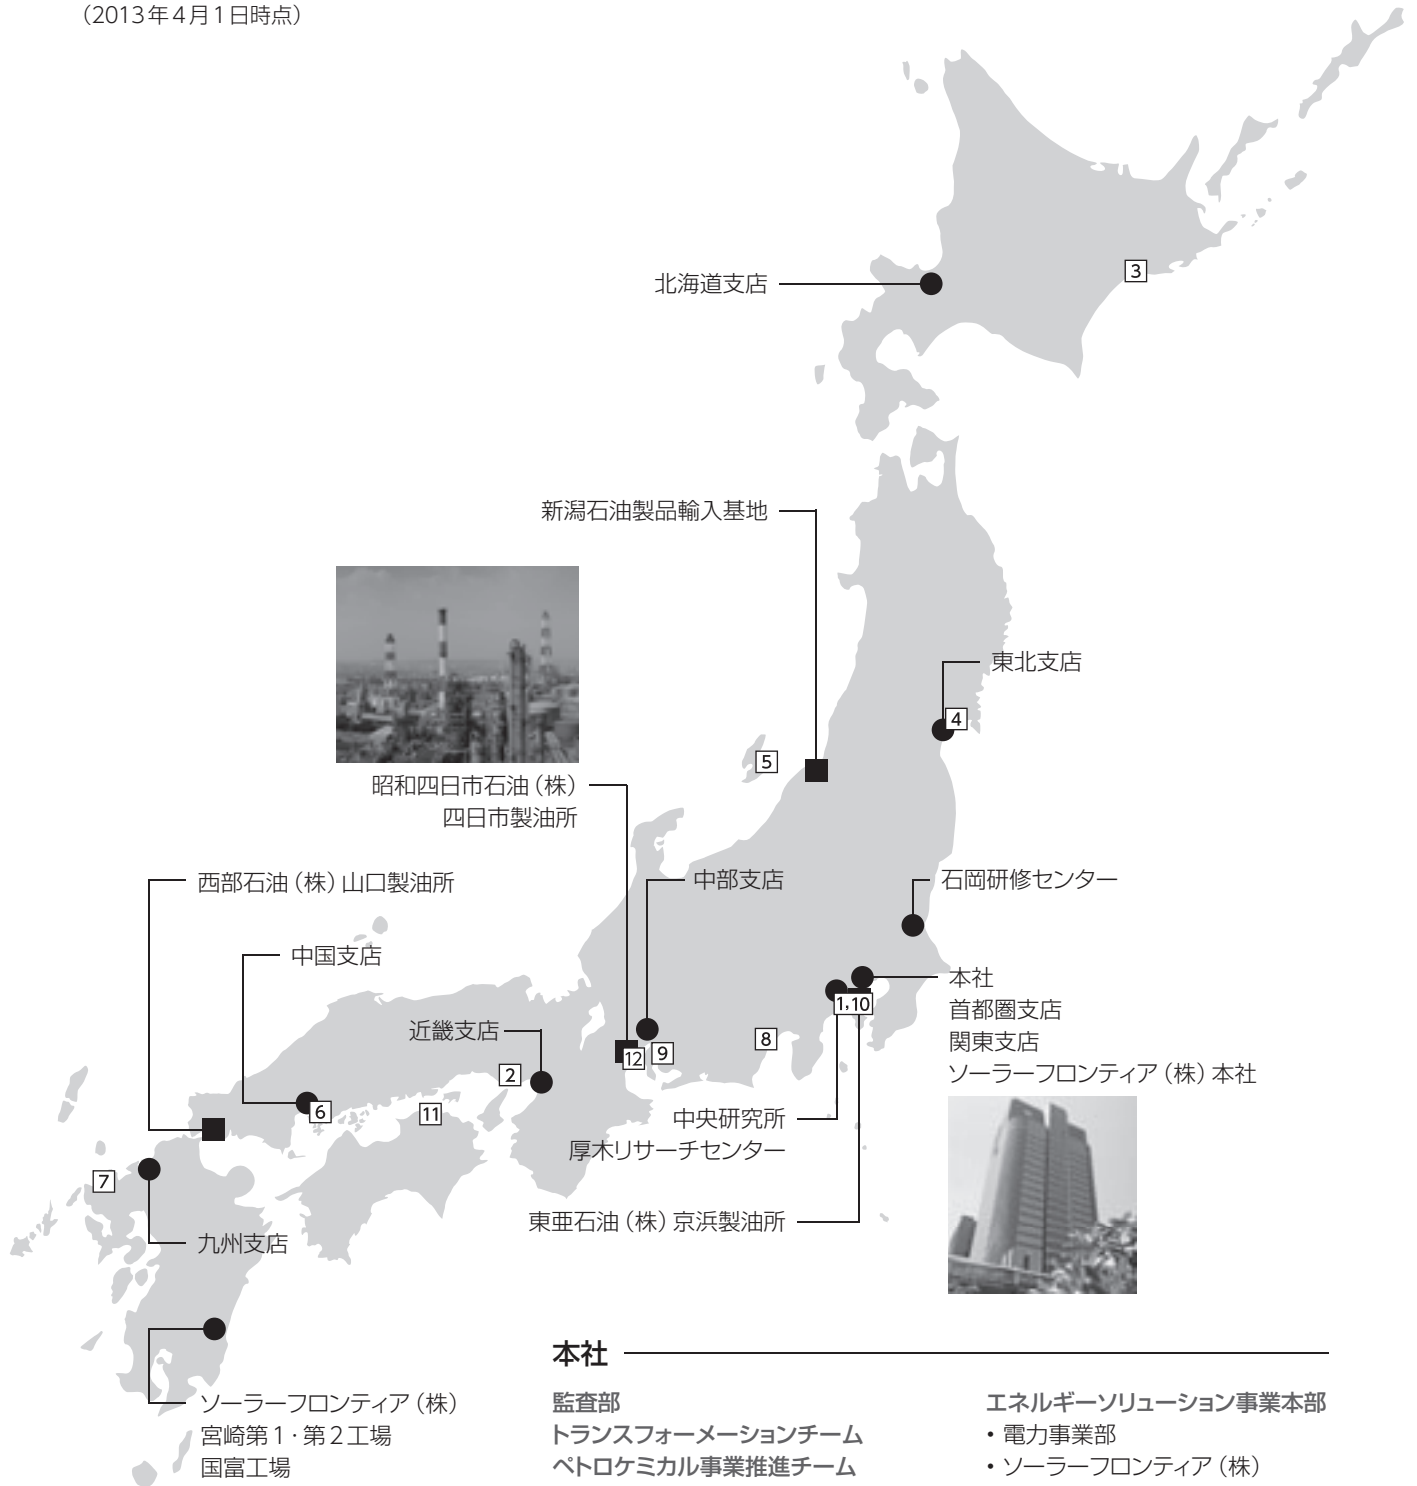 （2013年4月1日時点）
北海道支店
3
新潟石油製品輸入基地
東北支店
4
5
昭和四日市石油（株）
四日市製油所
西部石油（株）山口製油所
中部支店
石岡研修センター
中国支店
本社
首都圏支店
関東支店
ソーラーフロンティア（株）本社
1,10
近畿支店
8
12
9
2
6
11
中央研究所
厚木リサーチセンター
7
東亜石油（株）京浜製油所
九州支店
ソーラーフロンティア（株）
宮崎第1・第2工場
国富工場
本社
監査部
トランスフォーメーションチーム
ペトロケミカル事業推進チーム
エネルギーソリューション事業本部
・電力事業部
・ソーラーフロンティア（株）